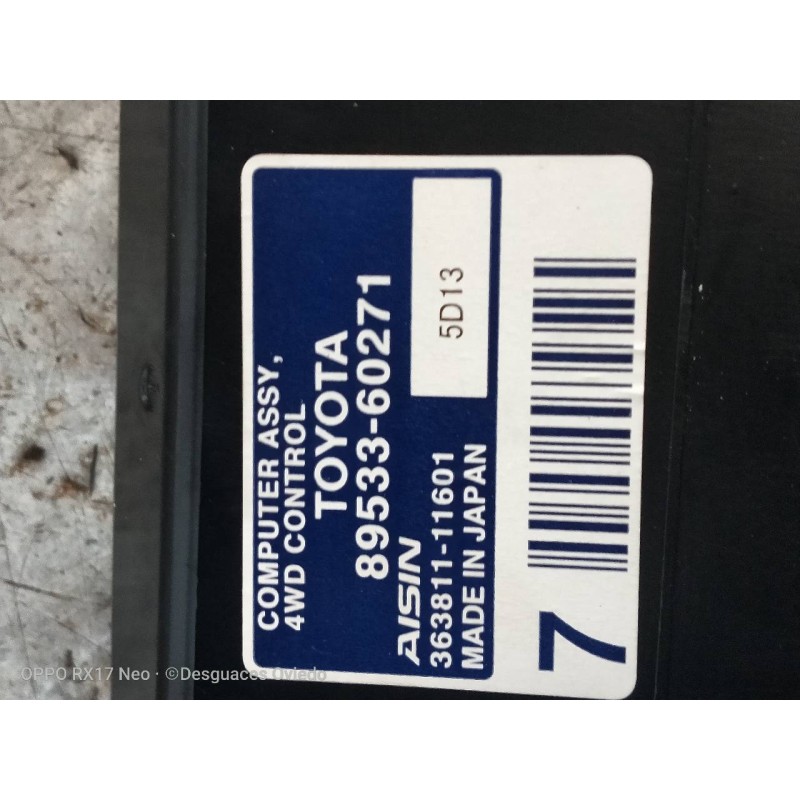 COMPUTER ASSY,
4WD CONTROL
TOYOTA
89533-60271
AISIN
363811-11601
MADE IN JAPAN
5D13
7
OPPO RX17 Neo · ©Desguaces Oviedo